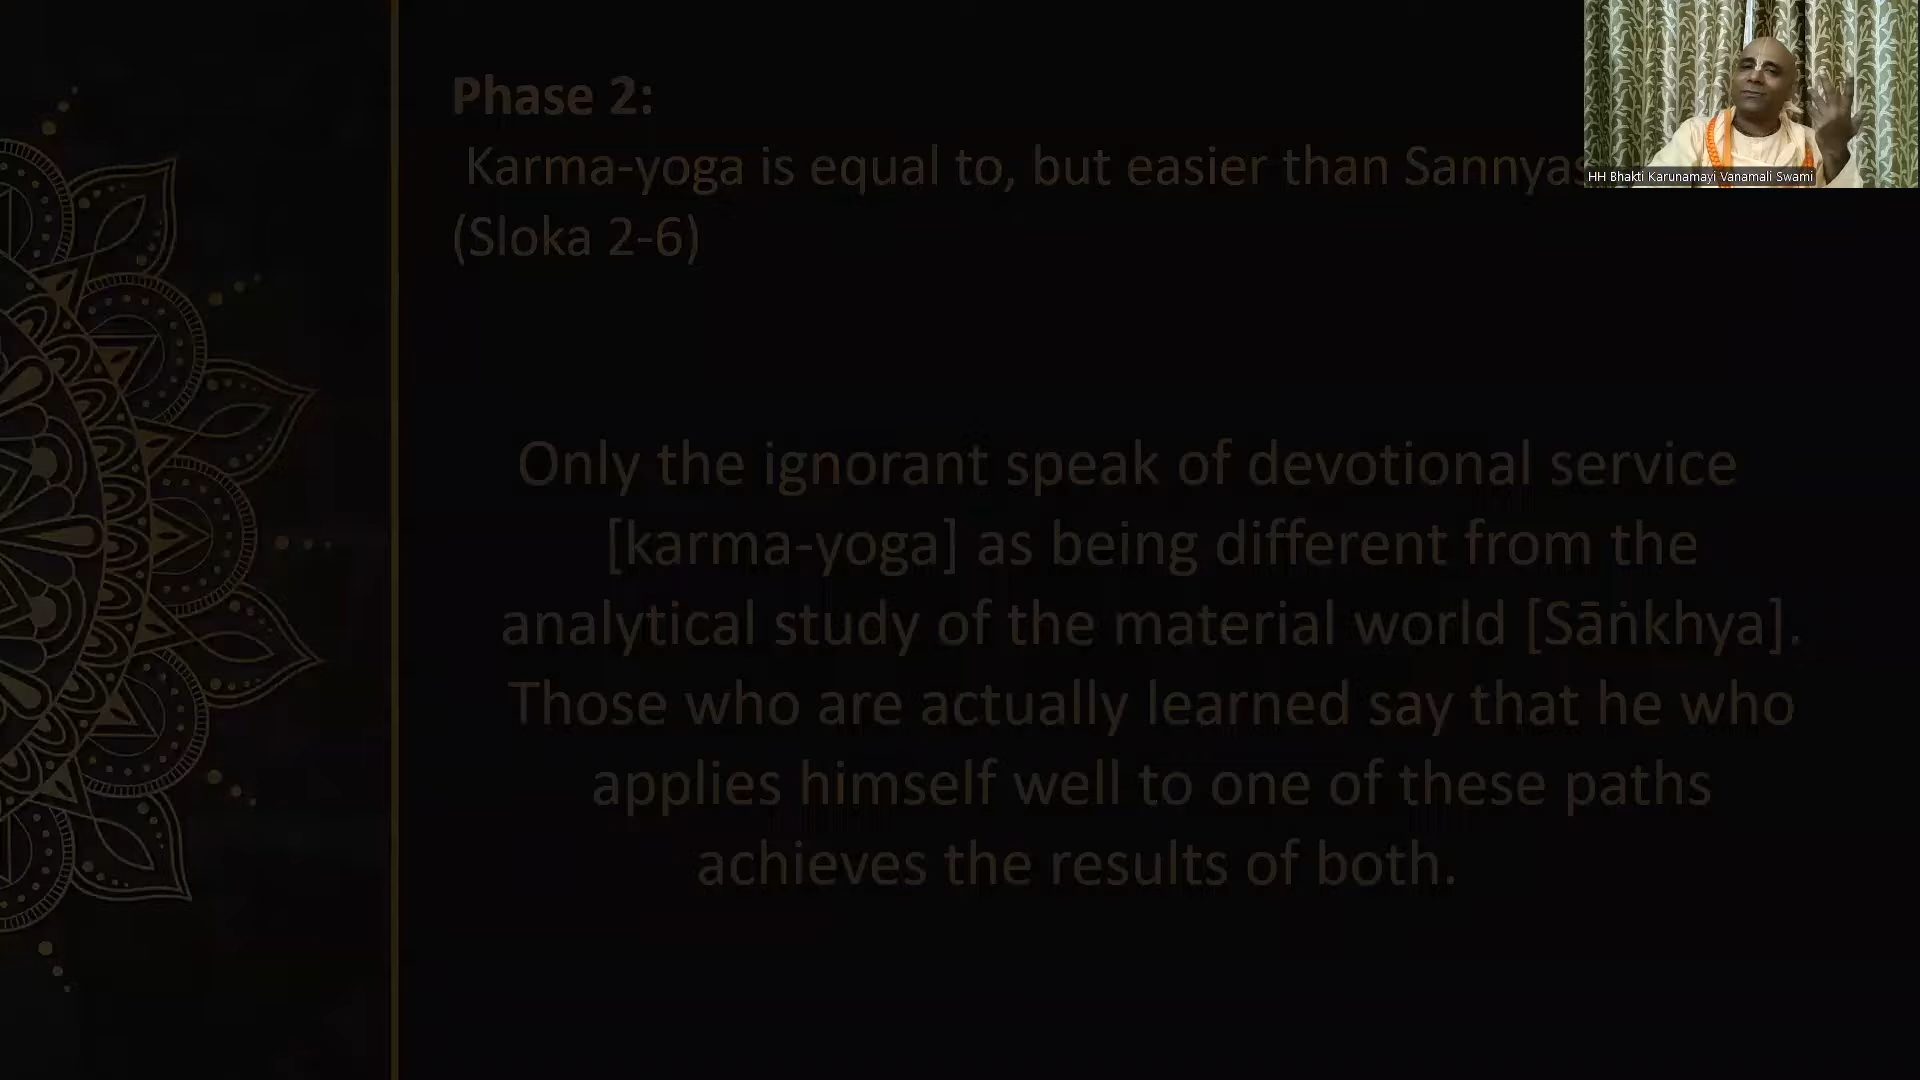 Phase 2:
Karma-yoga is equal to, but easier than Sannyas
(Sloka 2-6)
HH Bhakti Karunamayi Vanamali Swami
Only the ignorant speak of devotional service
[karma-yoga] as being different from the
analytical study of the material world [Sāṅkhya].
Those who are actually learned say that he who
applies himself well to one of these paths
achieves the results of both.